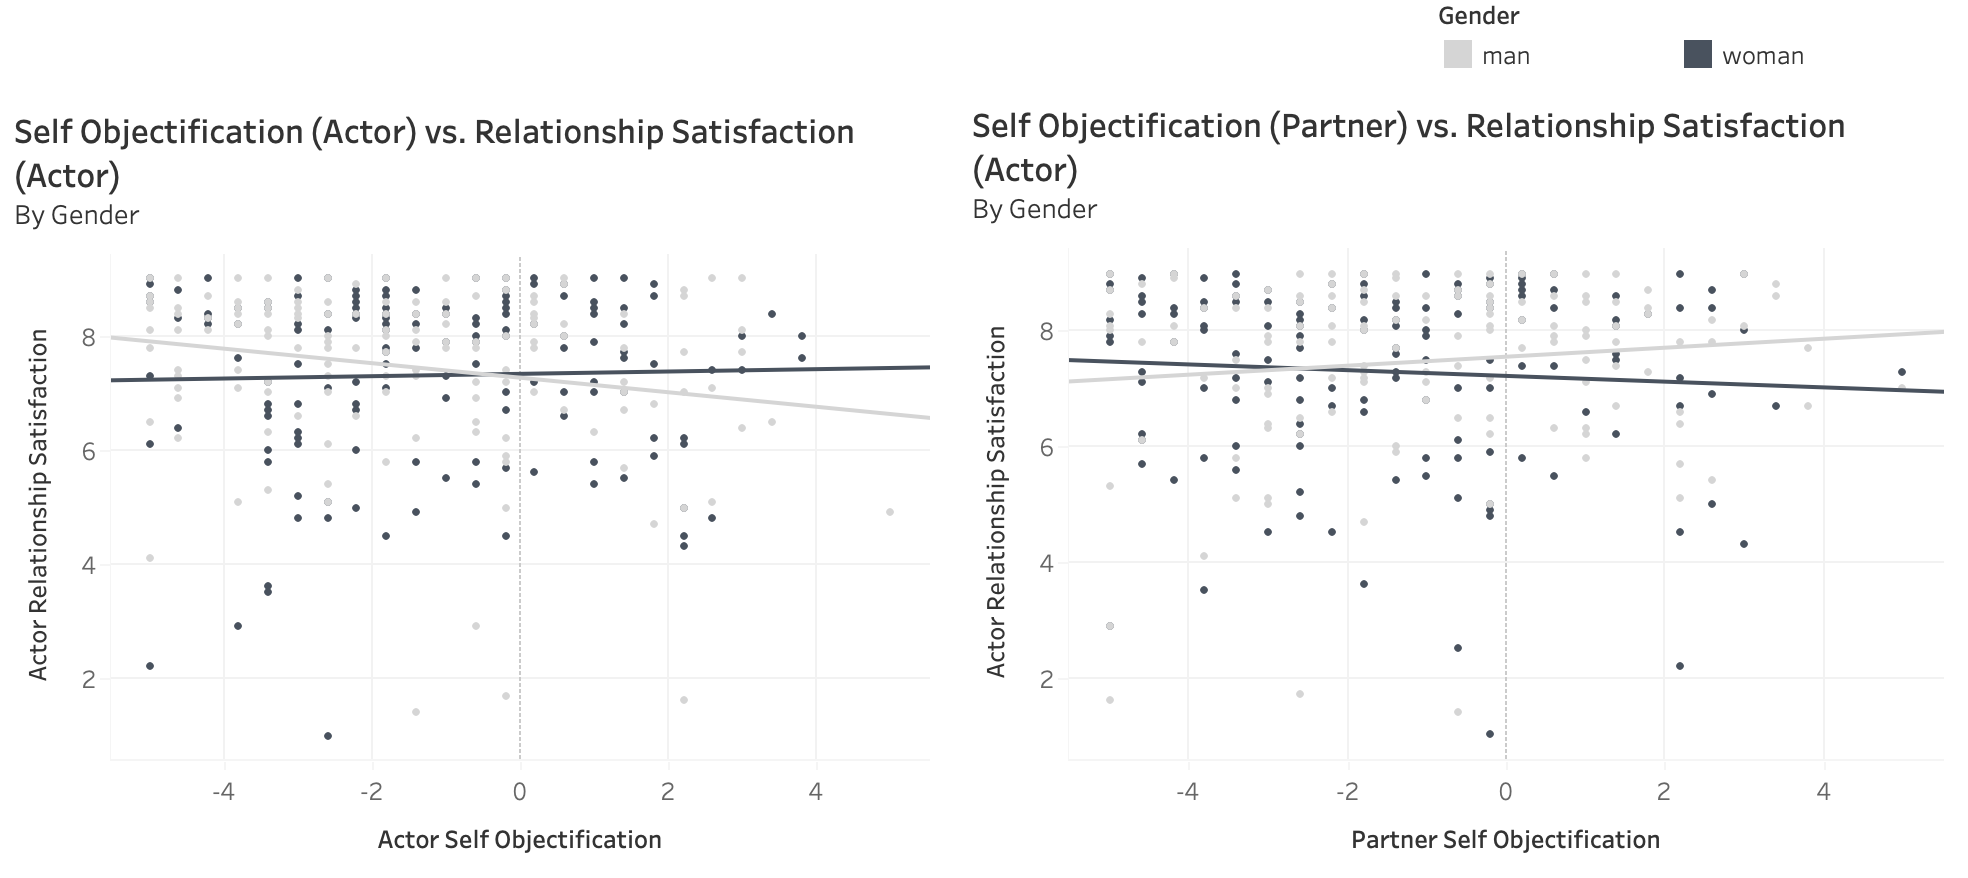 Gender
man
woman
Self Objectification (Actor) vs. Relationship Satisfaction
(Actor)
By Gender
Actor Relationship Satisfaction
8
6
4
2
-4
-2
0
2
4
Actor Self Objectification
Self Objectification (Partner) vs. Relationship Satisfaction
(Actor)
By Gender
Actor Relationship Satisfaction
8
6
4
2
-4
-2
0
2
4
Partner Self Objectification